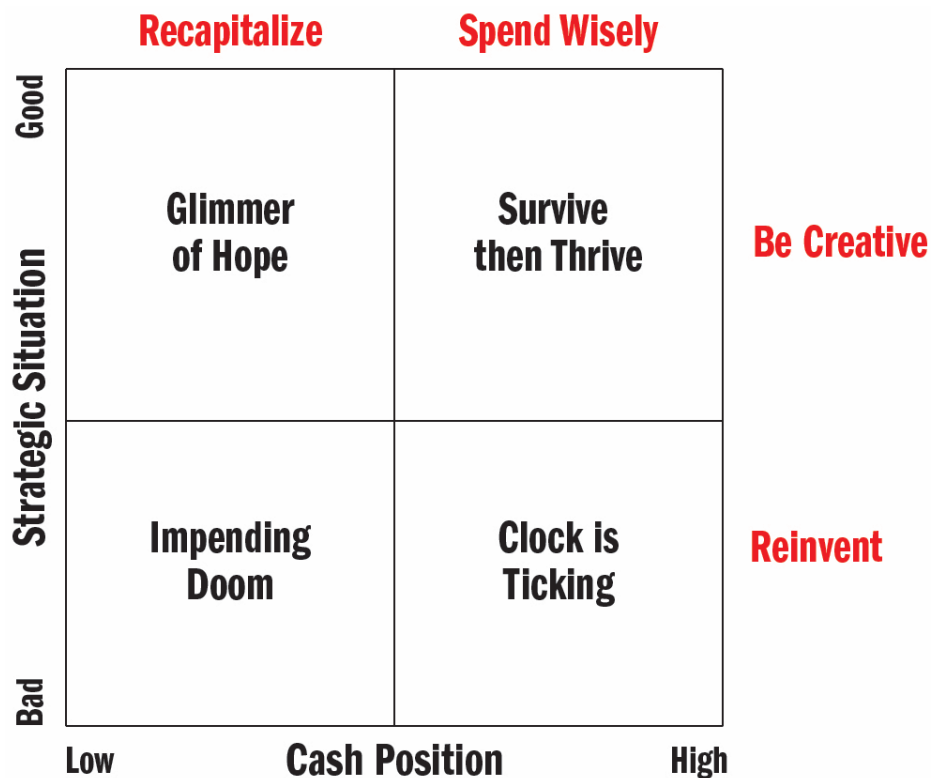 Recapitalize
Spend Wisely
Good
Glimmer
of Hope
Survive
then Thrive
Be Creative
Strategic Situation
Impending
Doom
Clock is
Ticking
Reinvent
Bad
Low
Cash Position
High